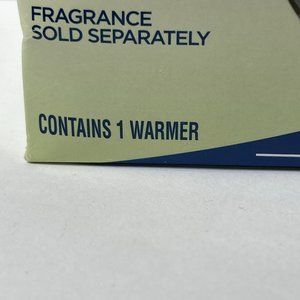 FRAGRANCE
SOLD SEPARATELY
CONTAINS 1 WARMER